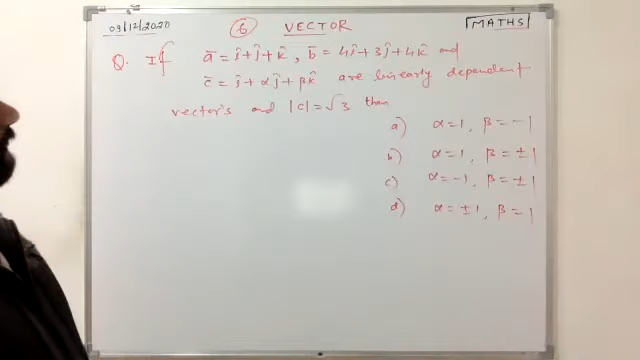 03/12/2020
6 VECTOR
MATHS
Q. If a̅ = î+ĵ+k̂ , b̅ = 4î+3ĵ+4k̂ and
c̅ = î+αĵ+βk̂ are linearly dependent
vector's and |c|=√3 then
a) α=1, β=-1
b) α=1, β=±1
c) α=-1, β=±1
d) α=±1, β=1